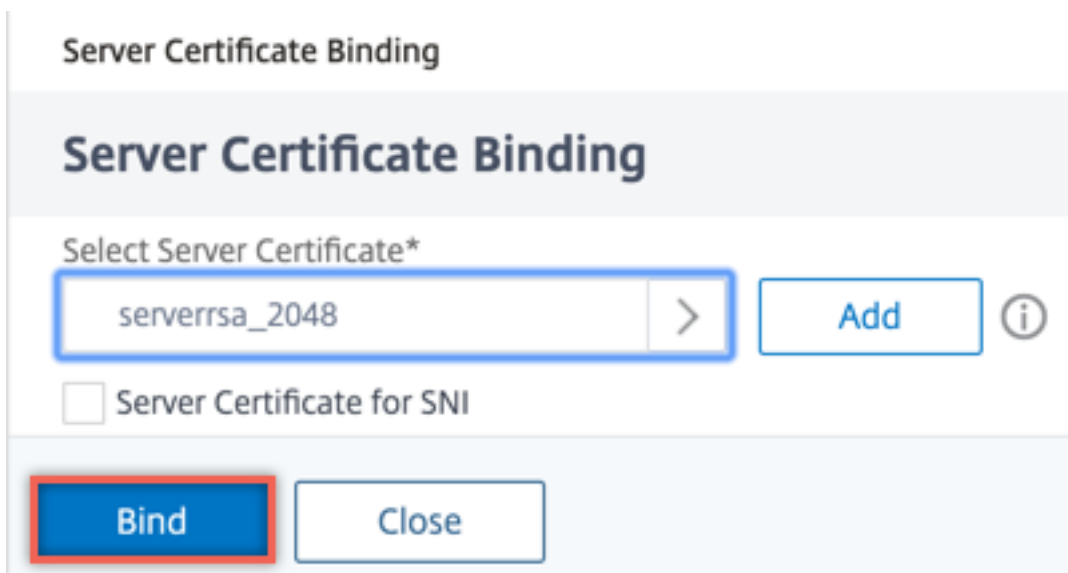 Server Certificate Binding
Server Certificate Binding
Select Server Certificate*
serverrsa_2048
Add
Server Certificate for SNI
Bind
Close